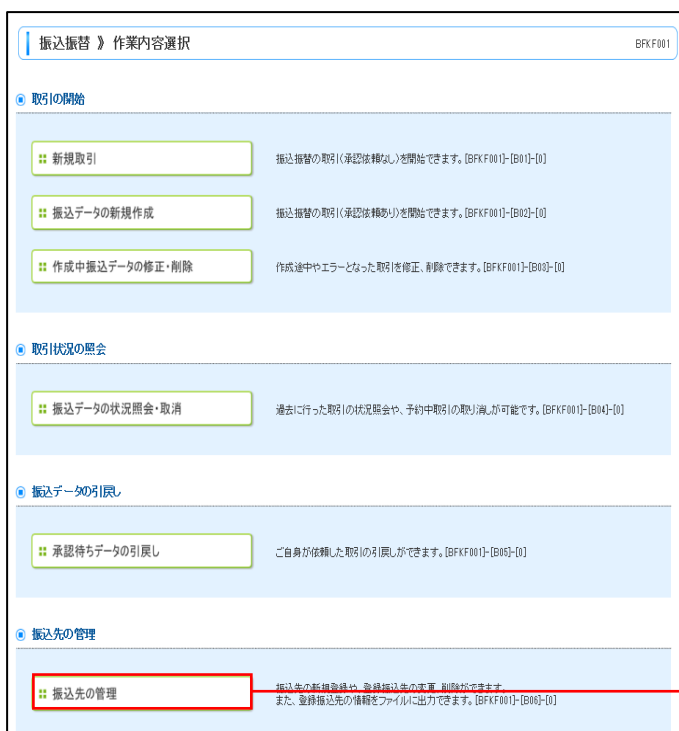 振込振替 》 作業内容選択
BFKF001
取引の開始
新規取引
振込振替の取引（承認依頼なし）を開始できます。[BFKF001]-[B01]-[0]
振込データの新規作成
振込振替の取引（承認依頼あり）を開始できます。[BFKF001]-[B02]-[0]
作成中振込データの修正・削除
作成途中やエラーとなった取引を修正、削除できます。[BFKF001]-[B03]-[0]
取引状況の照会
振込データの状況照会・取消
過去に行った取引の状況照会や、予約中取引の取り消しが可能です。[BFKF001]-[B04]-[0]
振込データの引戻し
承認待ちデータの引戻し
ご自身が依頼した取引の引戻しができます。[BFKF001]-[B05]-[0]
振込先の管理
振込先の管理
振込先の新規登録や、登録振込先の変更、削除ができます。
また、登録振込先の情報をファイルに出力できます。[BFKF001]-[B06]-[0]